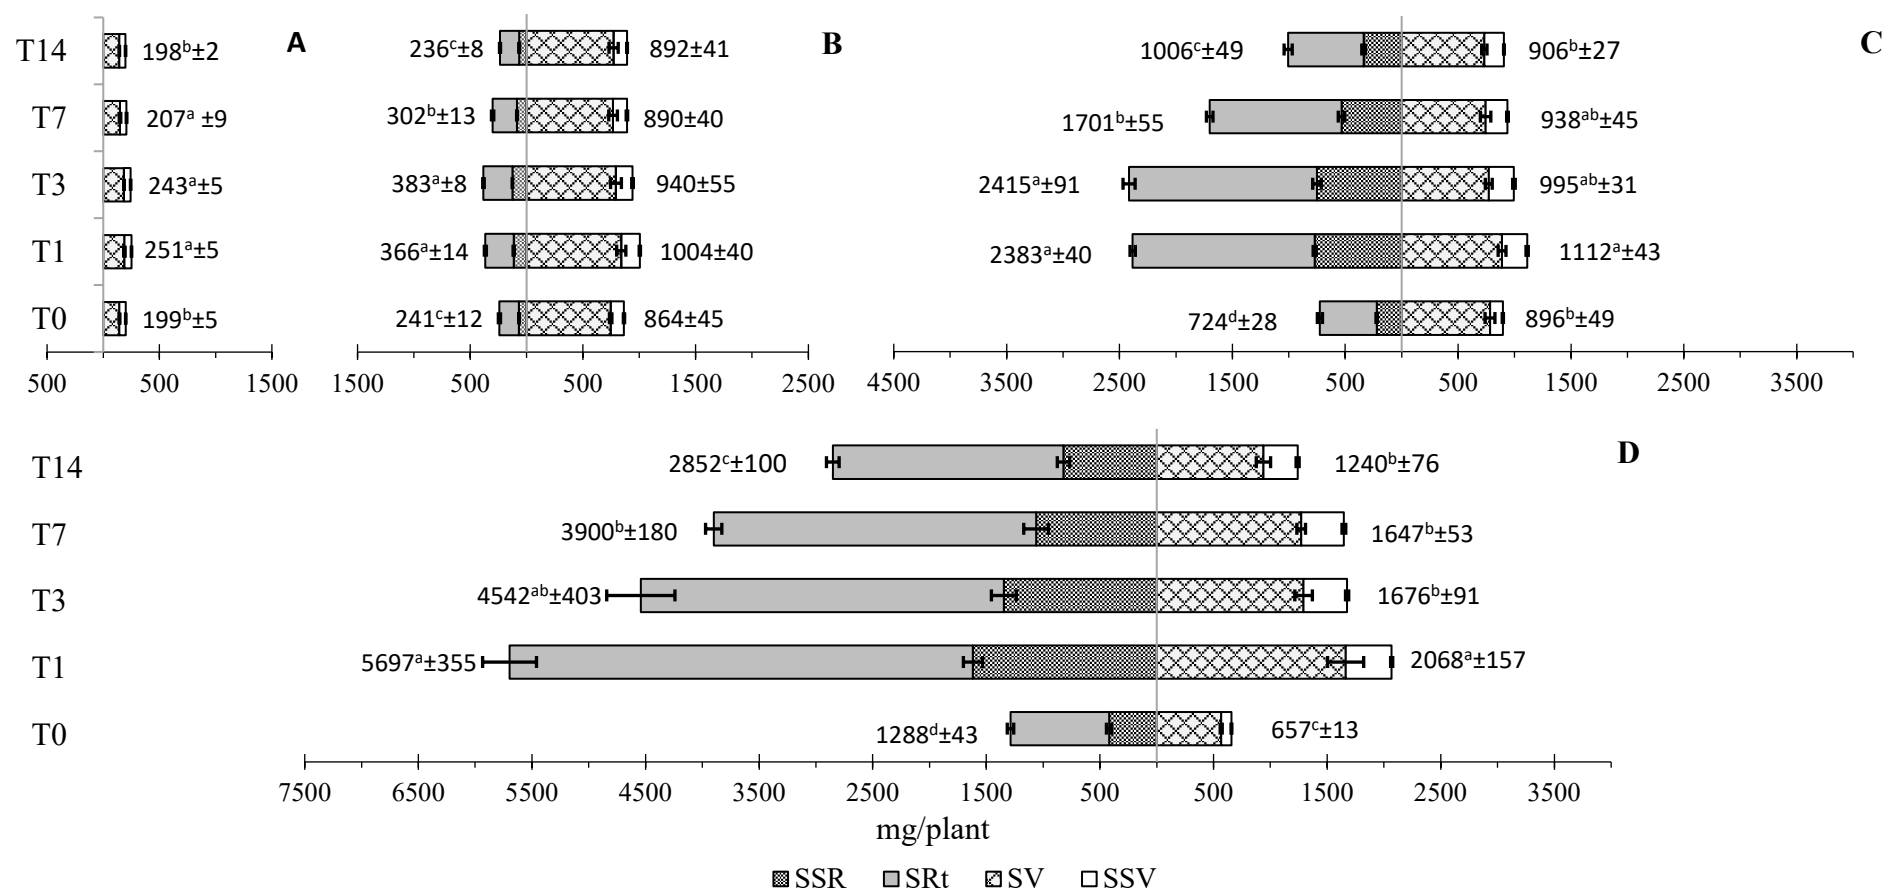 T14 198ᵇ±2 A 236ᶜ±8 892±41 B 1006ᶜ±49 906ᵇ±27 C
T7 207ᵃ ±9 302ᵇ±13 890±40 1701ᵇ±55 938ᵃᵇ±45
T3 243ᵃ±5 383ᵃ±8 940±55 2415ᵃ±91 995ᵃᵇ±31
T1 251ᵃ±5 366ᵃ±14 1004±40 2383ᵃ±40 1112ᵃ±43
T0 199ᵇ±5 241ᶜ±12 864±45 724ᵈ±28 896ᵇ±49
500 500 1500 1500 500 500 1500 2500 4500 3500 2500 1500 500 500 1500 2500 3500
T14 2852ᶜ±100 1240ᵇ±76 D
T7 3900ᵇ±180 1647ᵇ±53
T3 4542ᵃᵇ±403 1676ᵇ±91
T1 5697ᵃ±355 2068ᵃ±157
T0 1288ᵈ±43 657ᶜ±13
7500 6500 5500 4500 3500 2500 1500 500 500 1500 2500 3500
mg/plant
SSR SRt SV SSV